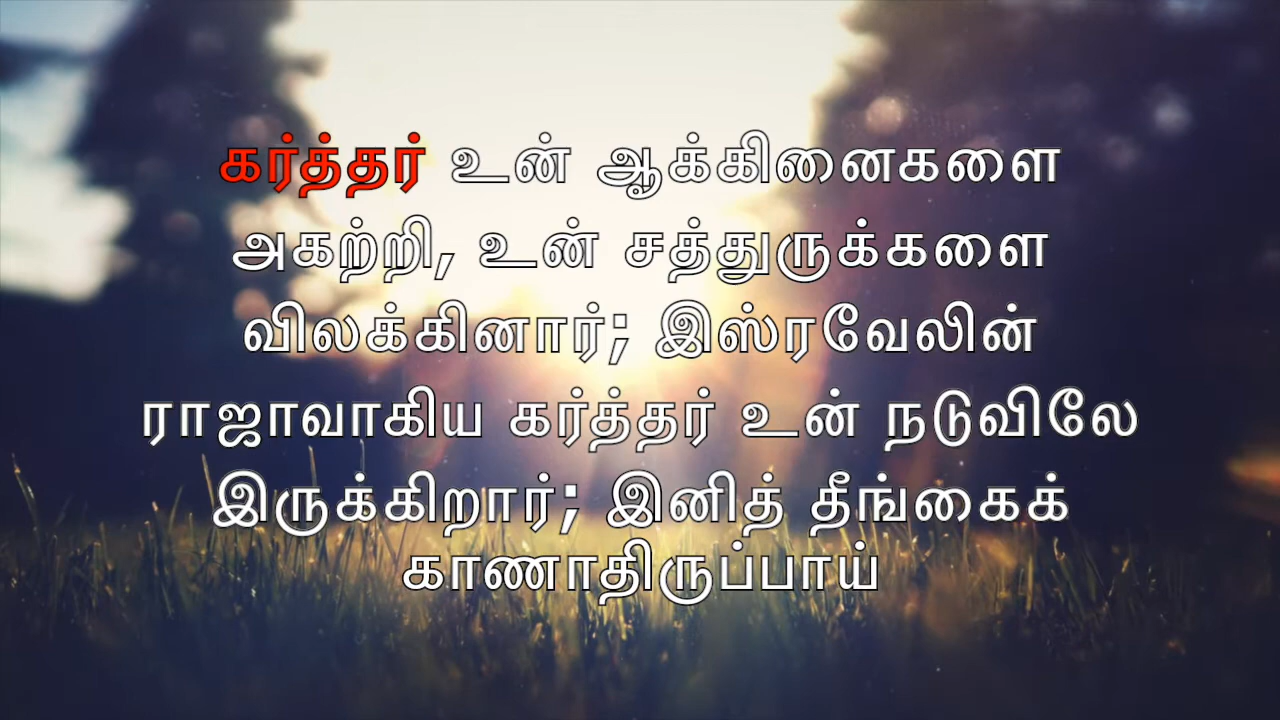 கர்த்தர் உன் ஆக்கினைகளை
அகற்றி, உன் சத்துருக்களை
விலக்கினார்; இஸ்ரவேலின்
ராஜாவாகிய கர்த்தர் உன் நடுவிலே
இருக்கிறார்; இனித் தீங்கைக்
காணாதிருப்பாய்